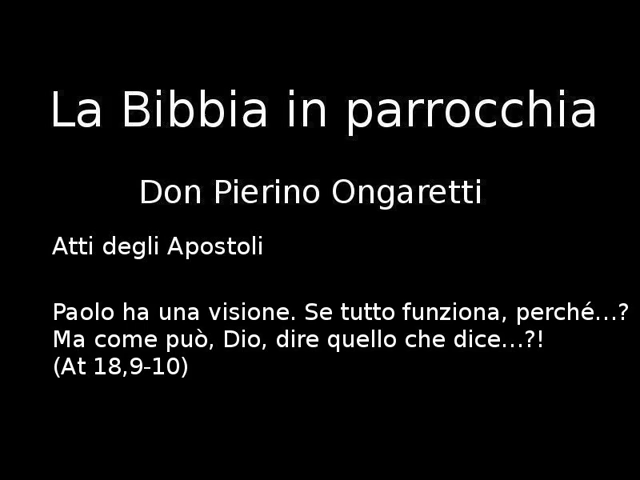 La Bibbia in parrocchia
Don Pierino Ongaretti
Atti degli Apostoli
Paolo ha una visione. Se tutto funziona, perché...?
Ma come può, Dio, dire quello che dice...?!
(At 18,9-10)